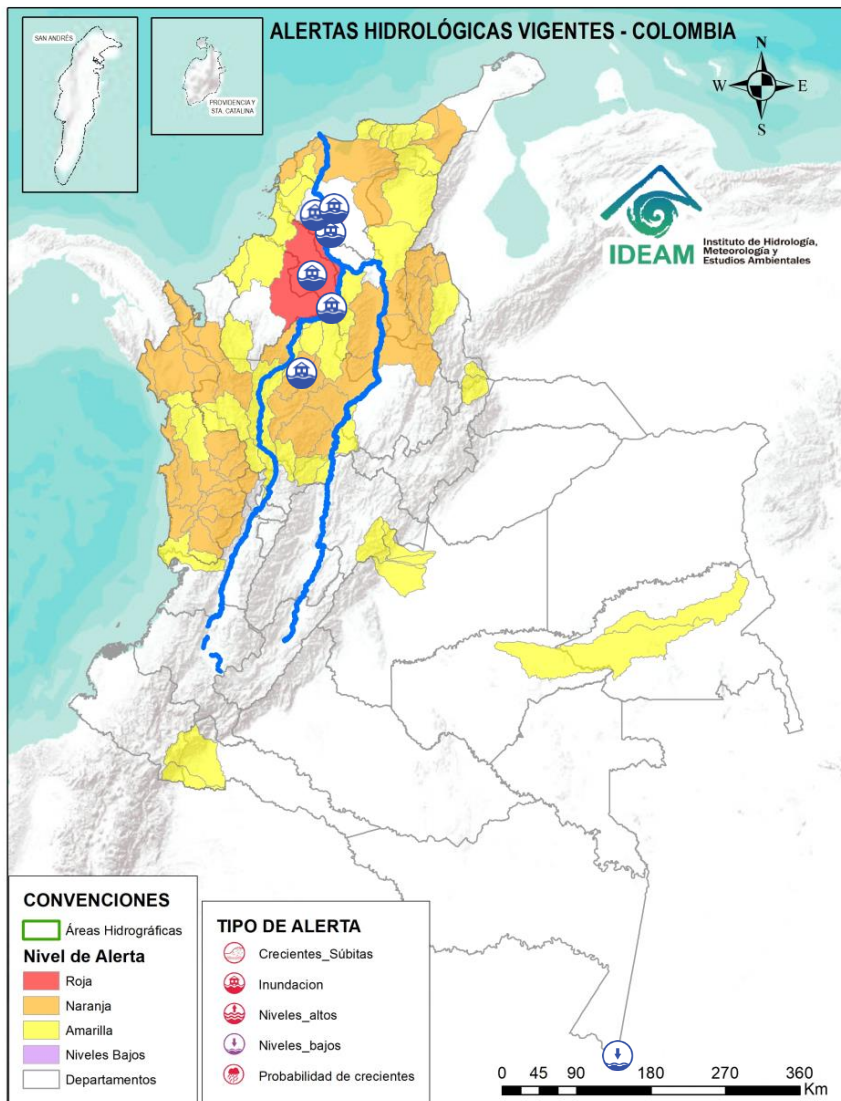 ALERTAS HIDROLÓGICAS VIGENTES - COLOMBIA
SAN ANDRÉS
PROVIDENCIA Y
STA. CATALINA
N
W E
S
IDEAM
Instituto de Hidrología,
Meteorología y
Estudios Ambientales
CONVENCIONES
Áreas Hidrográficas
Nivel de Alerta
Roja
Naranja
Amarilla
Niveles Bajos
Departamentos
TIPO DE ALERTA
Crecientes_Súbitas
Inundacion
Niveles_altos
Niveles_bajos
Probabilidad de crecientes
0 45 90 180 270 360
Km